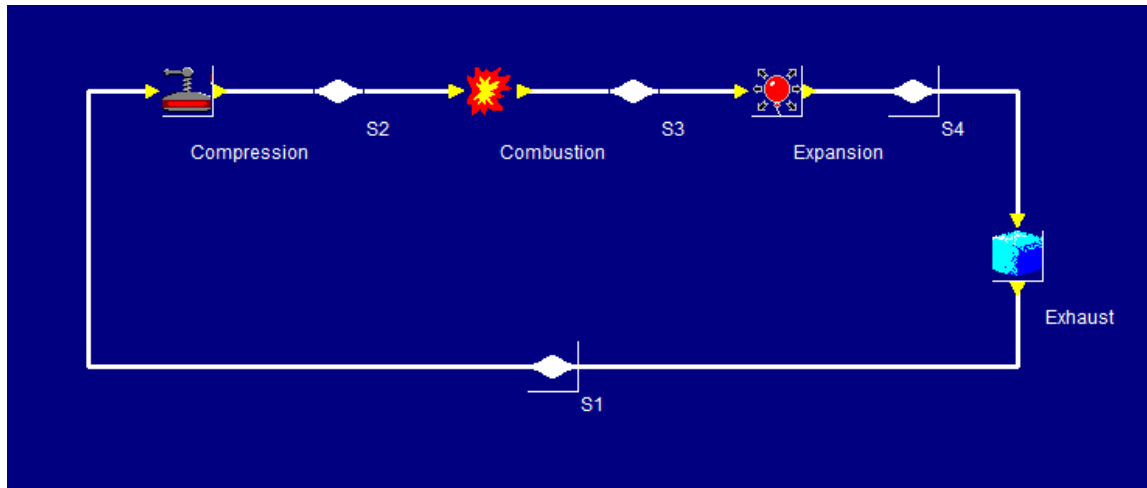 S2
S3
S4
Compression
Combustion
Expansion
Exhaust
S1